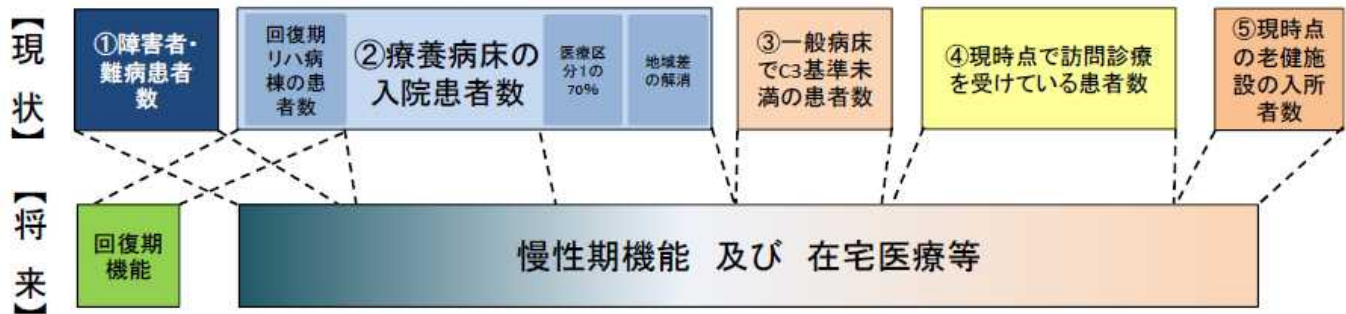 【現状】
①障害者・
難病患者
数
回復期
リハ病
棟の患
者数
②療養病床の
入院患者数
医療区
分1の
70%
地域差
の解消
③一般病床
でC3基準未
満の患者数
④現時点で訪問診療
を受けている患者数
⑤現時点
の老健施
設の入所
者数
【将来】
回復期
機能
慢性期機能 及び 在宅医療等